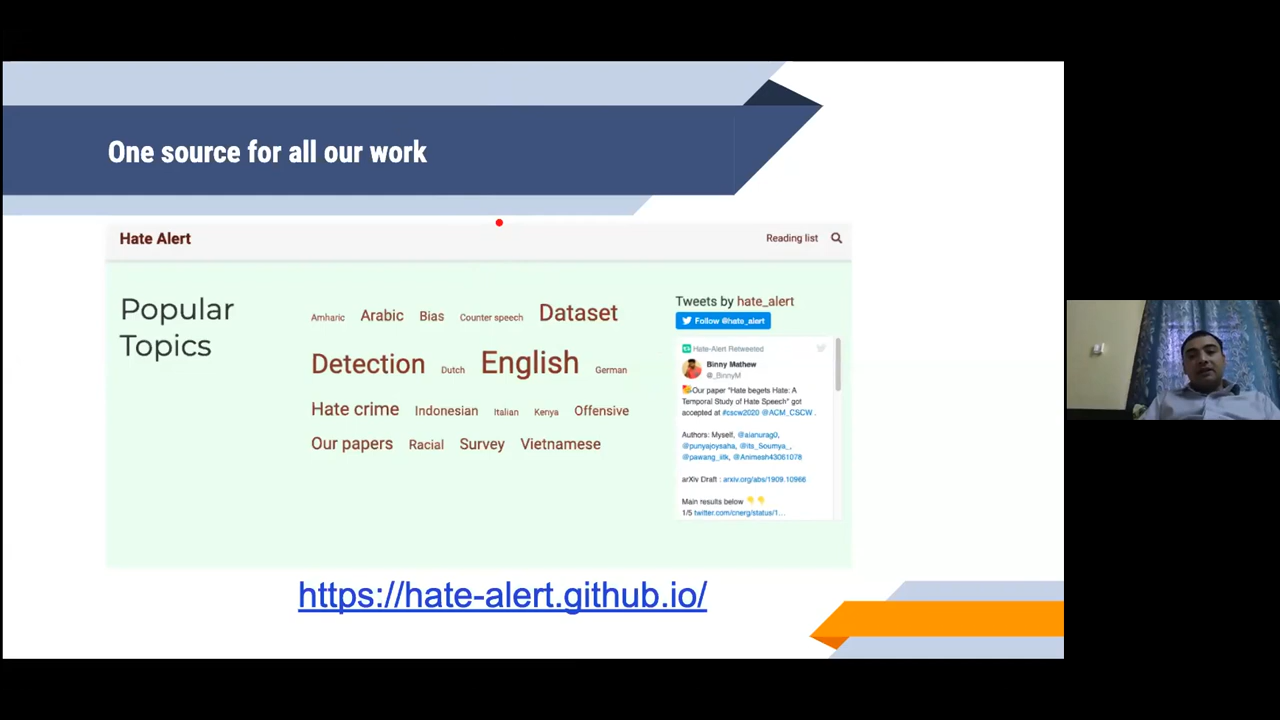 One source for all our work
Hate Alert
Reading list
Popular
Topics
Amharic Arabic Bias Counter speech Dataset
Detection Dutch English German
Hate crime Indonesian Italian Kenya Offensive
Our papers Racial Survey Vietnamese
Tweets by hate_alert
Follow @hate_alert
Hate-Alert Retweeted
Binny Mathew
@_BinnyM
Our paper "Hate begets Hate: A
Temporal Study of Hate Speech" got
accepted at #cscw2020 @ACM_CSCW .
Authors: Myself, @aianurag0,
@punyajoysaha, @its_Soumya_,
@pawang_iitk, @Animesh43061078
arXiv Draft : arxiv.org/abs/1909.10966
Main results below 👇👇
1/5 twitter.com/cnerg/status/1...
https://hate-alert.github.io/